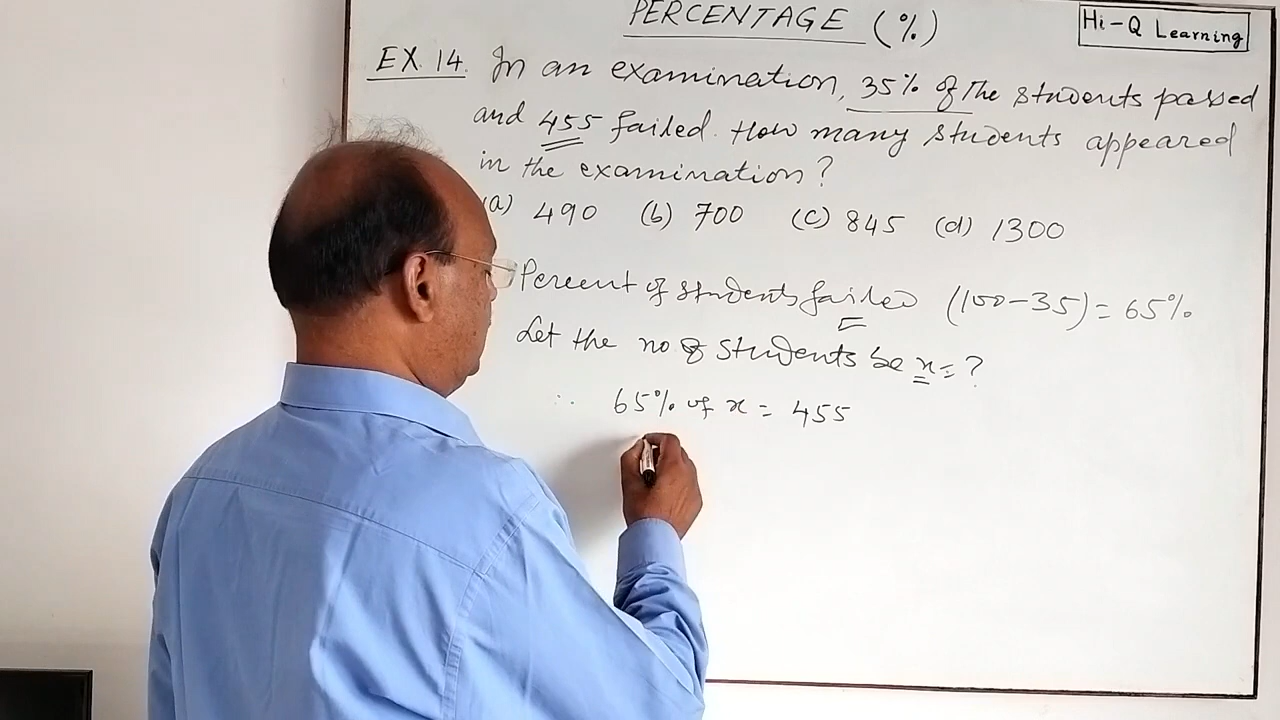 PERCENTAGE (%)
Hi-Q Learning
EX. 14. In an examination, 35% of the students passed
and 455 failed. How many students appeared
in the examination?
(a) 490 (b) 700 (c) 845 (d) 1300
Percent of students failed (100-35) = 65%
Let the no of students be x = ?
∴ 65% of x = 455